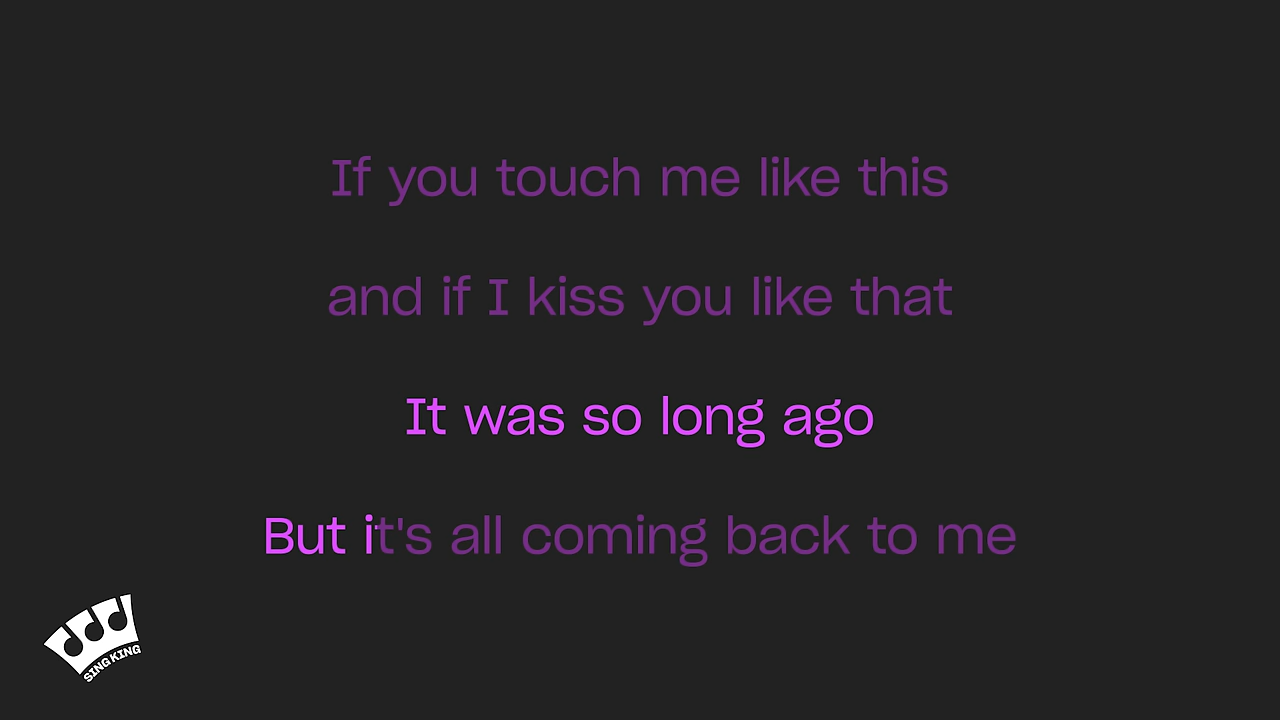 If you touch me like this
and if I kiss you like that
It was so long ago
But it's all coming back to me
SING KING